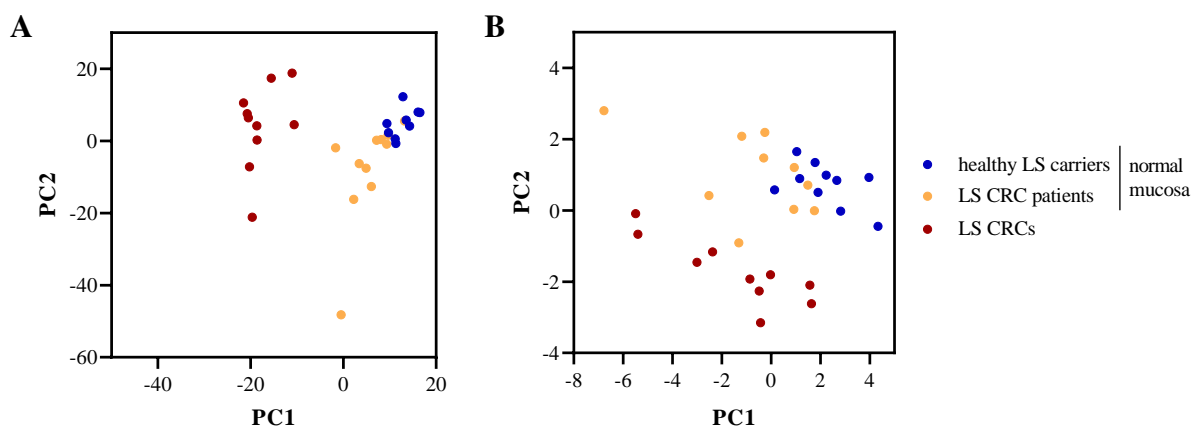 A
20
0
-20
-40
-60
-40
-20
0
20
PC2
PC1
B
4
2
0
-2
-4
-8
-6
-4
-2
0
2
4
PC2
PC1
healthy LS carriers
LS CRC patients
LS CRCs
normal
mucosa